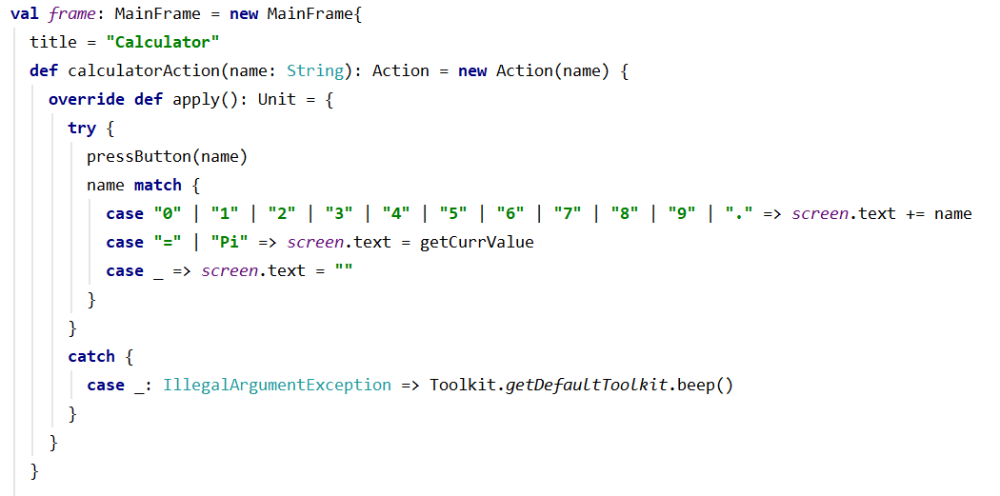 val frame: MainFrame = new MainFrame{
title = "Calculator"
def calculatorAction(name: String): Action = new Action(name) {
override def apply(): Unit = {
try {
pressButton(name)
name match {
case "0" | "1" | "2" | "3" | "4" | "5" | "6" | "7" | "8" | "9" | "." => screen.text += name
case "=" | "Pi" => screen.text = getCurrValue
case _ => screen.text = ""
}
}
catch {
case _: IllegalArgumentException => Toolkit.getDefaultToolkit.beep()
}
}
}